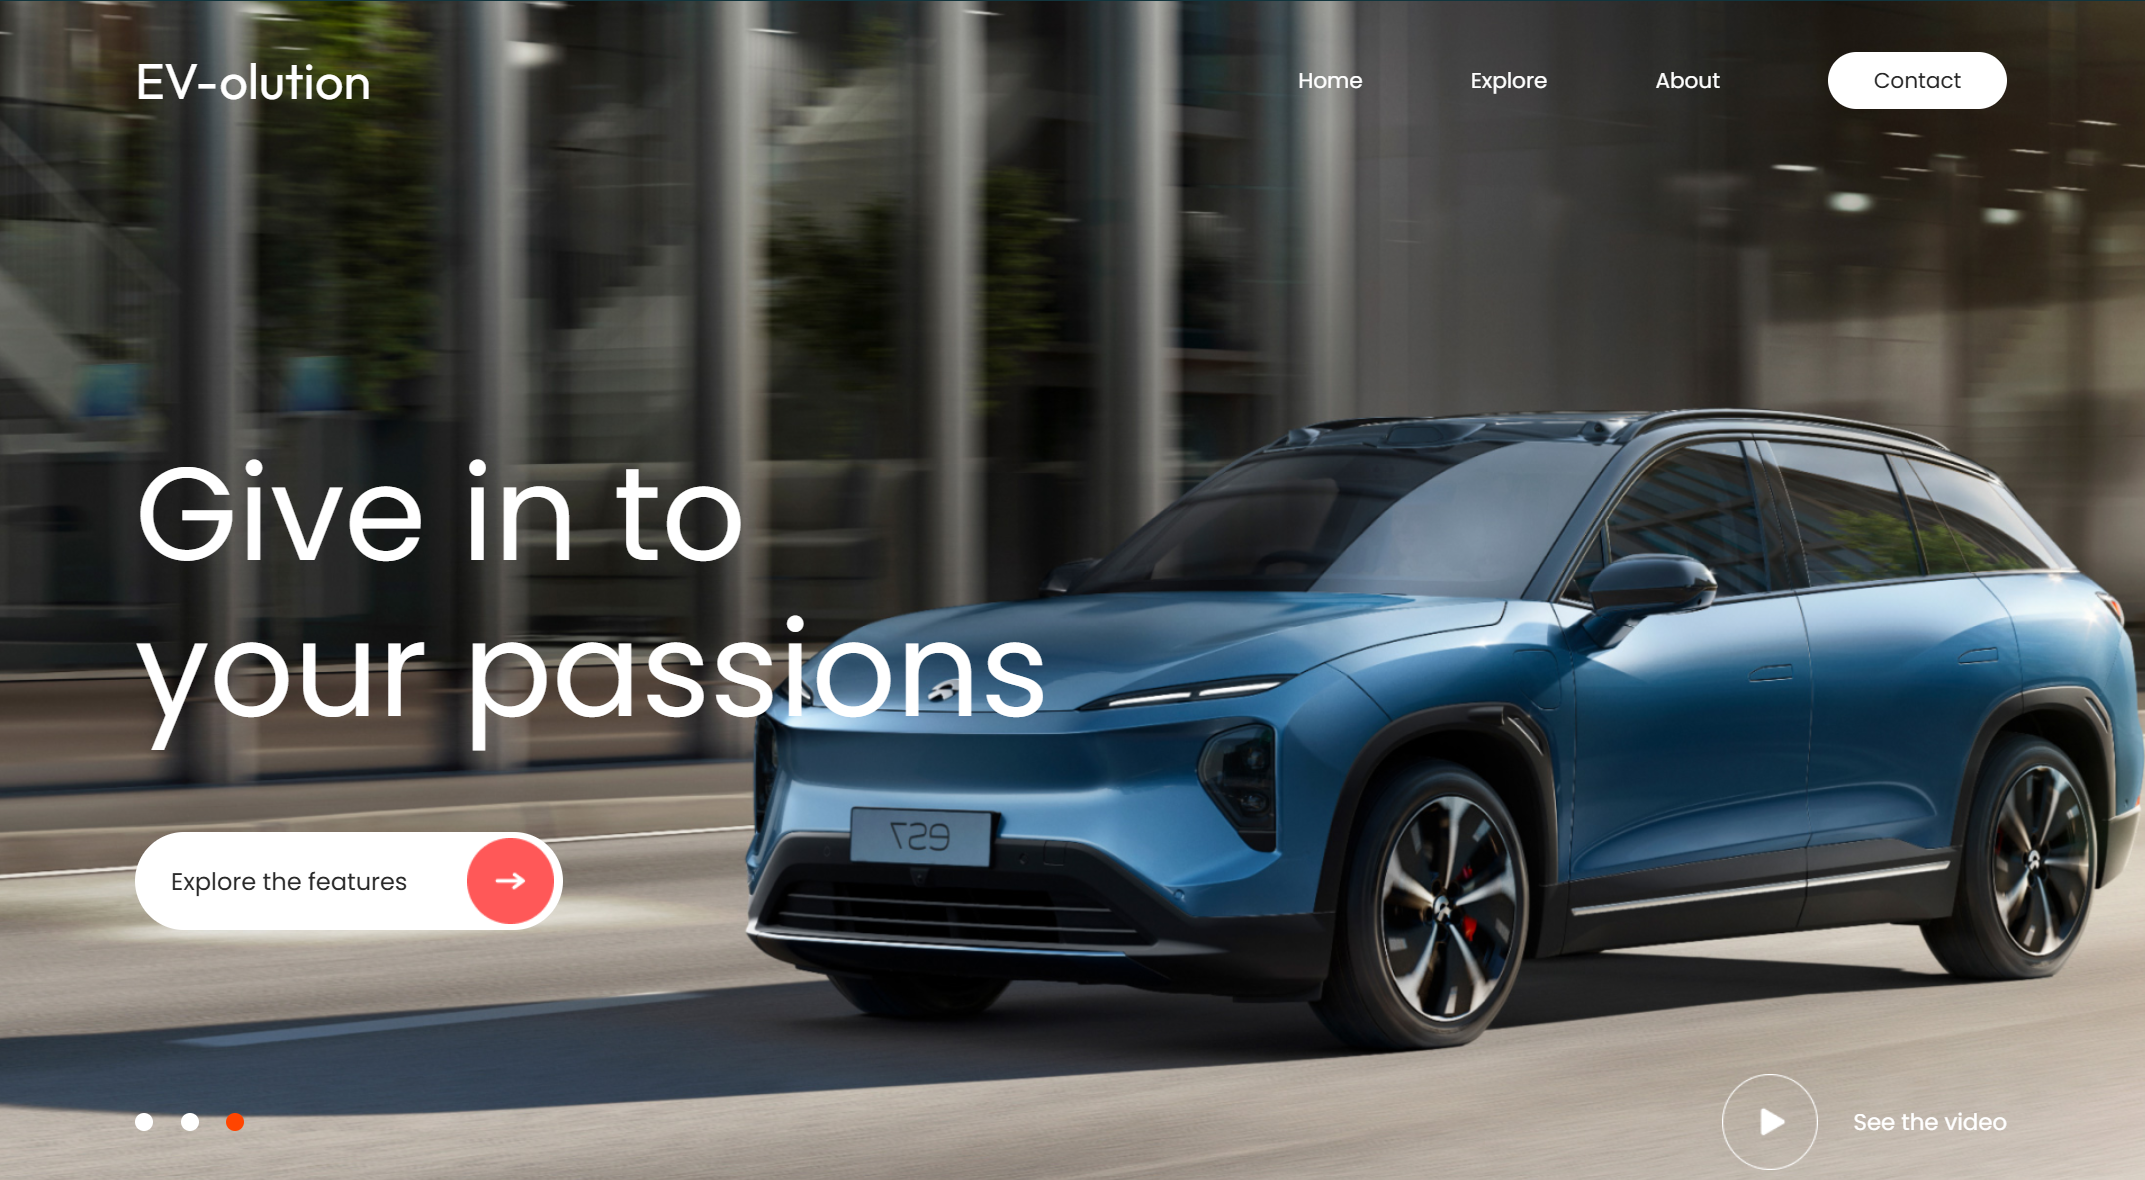 EV-olution
Home
Explore
About
Contact
Give in to
your passions
ES7
Explore the features
See the video